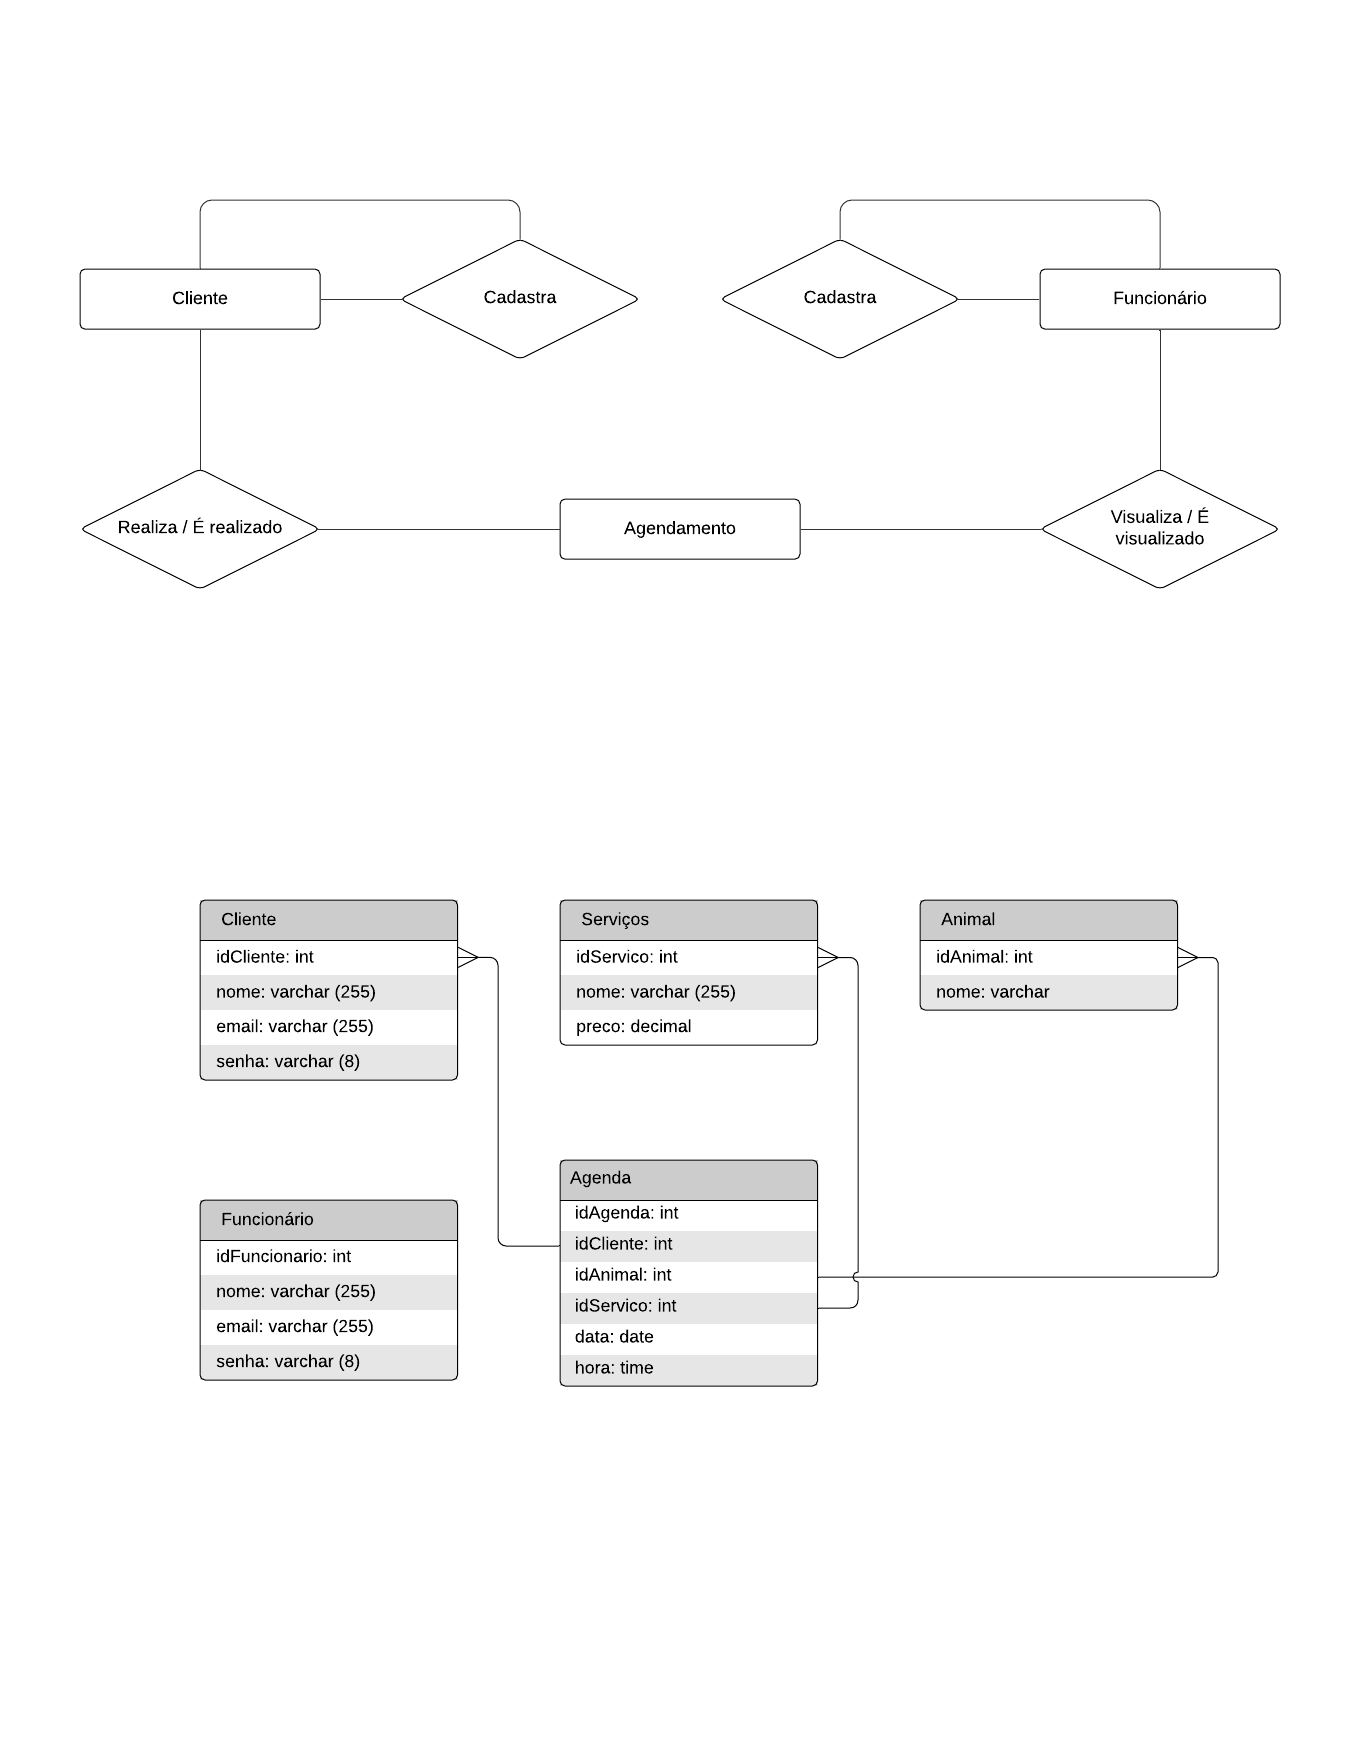 Cliente
Cadastra
Cadastra
Funcionário
Realiza / É realizado
Agendamento
Visualiza / É
visualizado
Cliente
idCliente: int
nome: varchar (255)
email: varchar (255)
senha: varchar (8)
Serviços
idServico: int
nome: varchar (255)
preco: decimal
Animal
idAnimal: int
nome: varchar
Funcionário
idFuncionario: int
nome: varchar (255)
email: varchar (255)
senha: varchar (8)
Agenda
idAgenda: int
idCliente: int
idAnimal: int
idServico: int
data: date
hora: time